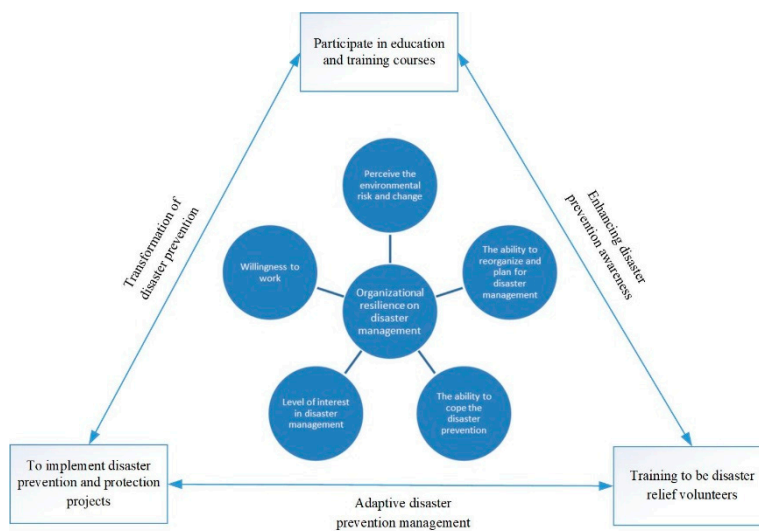 Participate in education
and training courses
Transformation of
disaster prevention
Enhancing disaster
prevention awareness
Perceive the
environmental
risk and change
Willingness to
work
The ability to
reorganize and
plan for
disaster
management
Organizational
resilience on
disaster
management
Level of interest
in disaster
management
The ability to
cope the
disaster
prevention
To implement disaster
prevention and protection
projects
Adaptive disaster
prevention management
Training to be disaster
relief volunteers